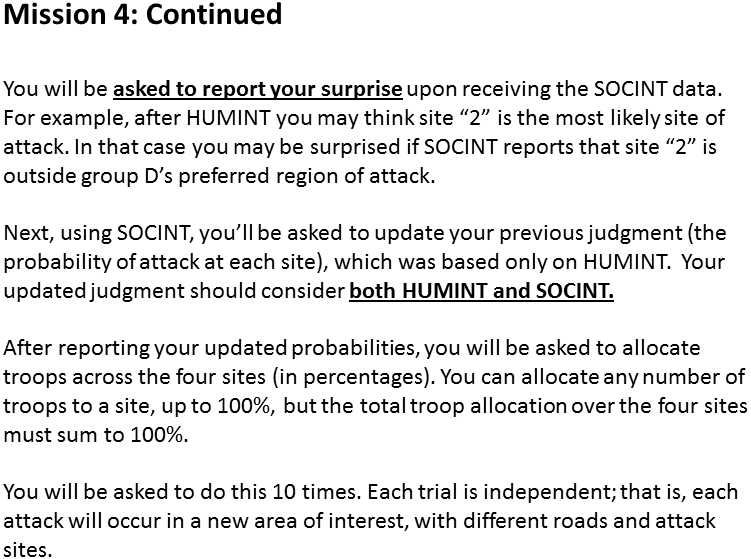 Mission 4: Continued
You will be asked to report your surprise upon receiving the SOCINT data.
For example, after HUMINT you may think site “2” is the most likely site of
attack. In that case you may be surprised if SOCINT reports that site “2” is
outside group D’s preferred region of attack.
Next, using SOCINT, you’ll be asked to update your previous judgment (the
probability of attack at each site), which was based only on HUMINT. Your
updated judgment should consider both HUMINT and SOCINT.
After reporting your updated probabilities, you will be asked to allocate
troops across the four sites (in percentages). You can allocate any number of
troops to a site, up to 100%, but the total troop allocation over the four sites
must sum to 100%.
You will be asked to do this 10 times. Each trial is independent; that is, each
attack will occur in a new area of interest, with different roads and attack
sites.